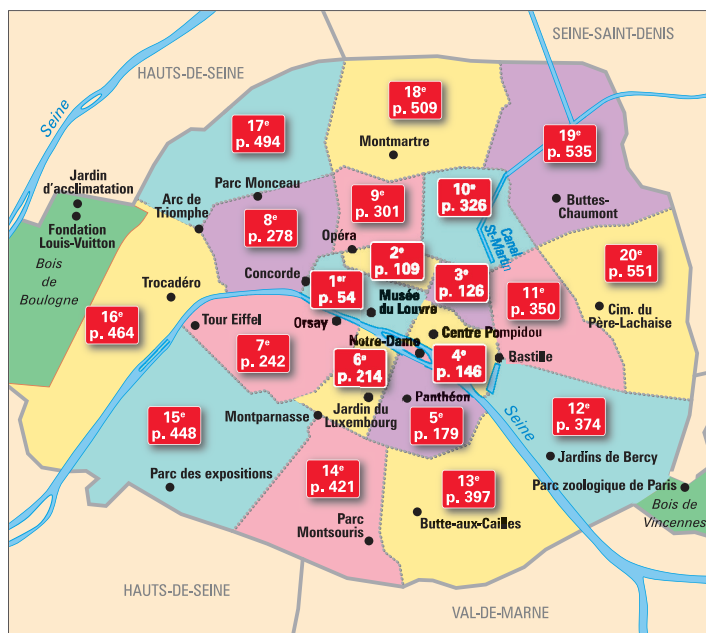 SEINE-SAINT-DENIS
HAUTS-DE-SEINE
Seine
18e
p. 509
Montmartre
17e
p. 494
19e
p. 535
Jardin
d'acclimatation
Fondation
Louis-Vuitton
Bois
de
Boulogne
Arc de
Triomphe
Parc Monceau
9e
p. 301
10e
p. 326
Buttes-
Chaumont
8e
p. 278
Opéra
Canal
St-Martin
2e
p. 109
20e
p. 551
Trocadéro
Concorde
1er
p. 54
Musée
du Louvre
3e
p. 126
11e
p. 350
Cim. du
Père-Lachaise
16e
p. 464
Tour Eiffel
Orsay
Centre Pompidou
Notre-Dame
7e
p. 242
6e
p. 214
4e
p. 146
Bastille
Seine
15e
p. 448
Montparnasse
Jardin du
Luxembourg
Panthéon
5e
p. 179
12e
p. 374
Jardins de Bercy
Parc des expositions
14e
p. 421
13e
p. 397
Parc zoologique de Paris
Bois de
Vincennes
Parc
Montsouris
Butte-aux-Cailles
HAUTS-DE-SEINE
VAL-DE-MARNE